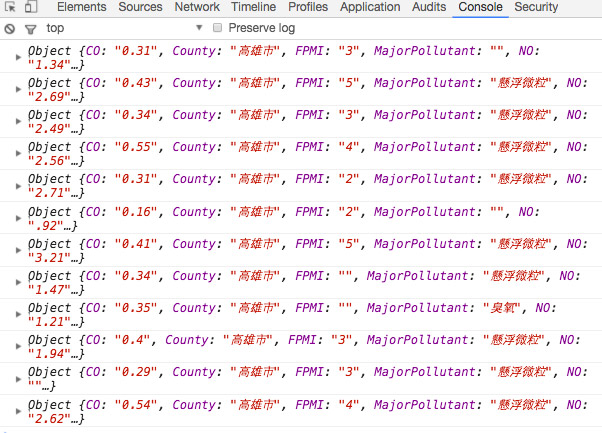 Elements Sources Network Timeline Profiles Application Audits Console Security
top Preserve log
Object {CO: "0.31", County: "高雄市", FPMI: "3", MajorPollutant: "", NO:
"1.34"…}
Object {CO: "0.43", County: "高雄市", FPMI: "5", MajorPollutant: "懸浮微粒", NO:
"2.69"…}
Object {CO: "0.34", County: "高雄市", FPMI: "3", MajorPollutant: "懸浮微粒", NO:
"2.49"…}
Object {CO: "0.55", County: "高雄市", FPMI: "4", MajorPollutant: "懸浮微粒", NO:
"2.56"…}
Object {CO: "0.31", County: "高雄市", FPMI: "2", MajorPollutant: "懸浮微粒", NO:
"2.71"…}
Object {CO: "0.16", County: "高雄市", FPMI: "2", MajorPollutant: "", NO:
".92"…}
Object {CO: "0.41", County: "高雄市", FPMI: "5", MajorPollutant: "懸浮微粒", NO:
"3.21"…}
Object {CO: "0.34", County: "高雄市", FPMI: "", MajorPollutant: "懸浮微粒", NO:
"1.47"…}
Object {CO: "0.35", County: "高雄市", FPMI: "", MajorPollutant: "臭氧", NO:
"1.21"…}
Object {CO: "0.4", County: "高雄市", FPMI: "3", MajorPollutant: "懸浮微粒", NO:
"1.94"…}
Object {CO: "0.29", County: "高雄市", FPMI: "3", MajorPollutant: "懸浮微粒", NO:
""…}
Object {CO: "0.54", County: "高雄市", FPMI: "4", MajorPollutant: "懸浮微粒", NO:
"2.62"…}